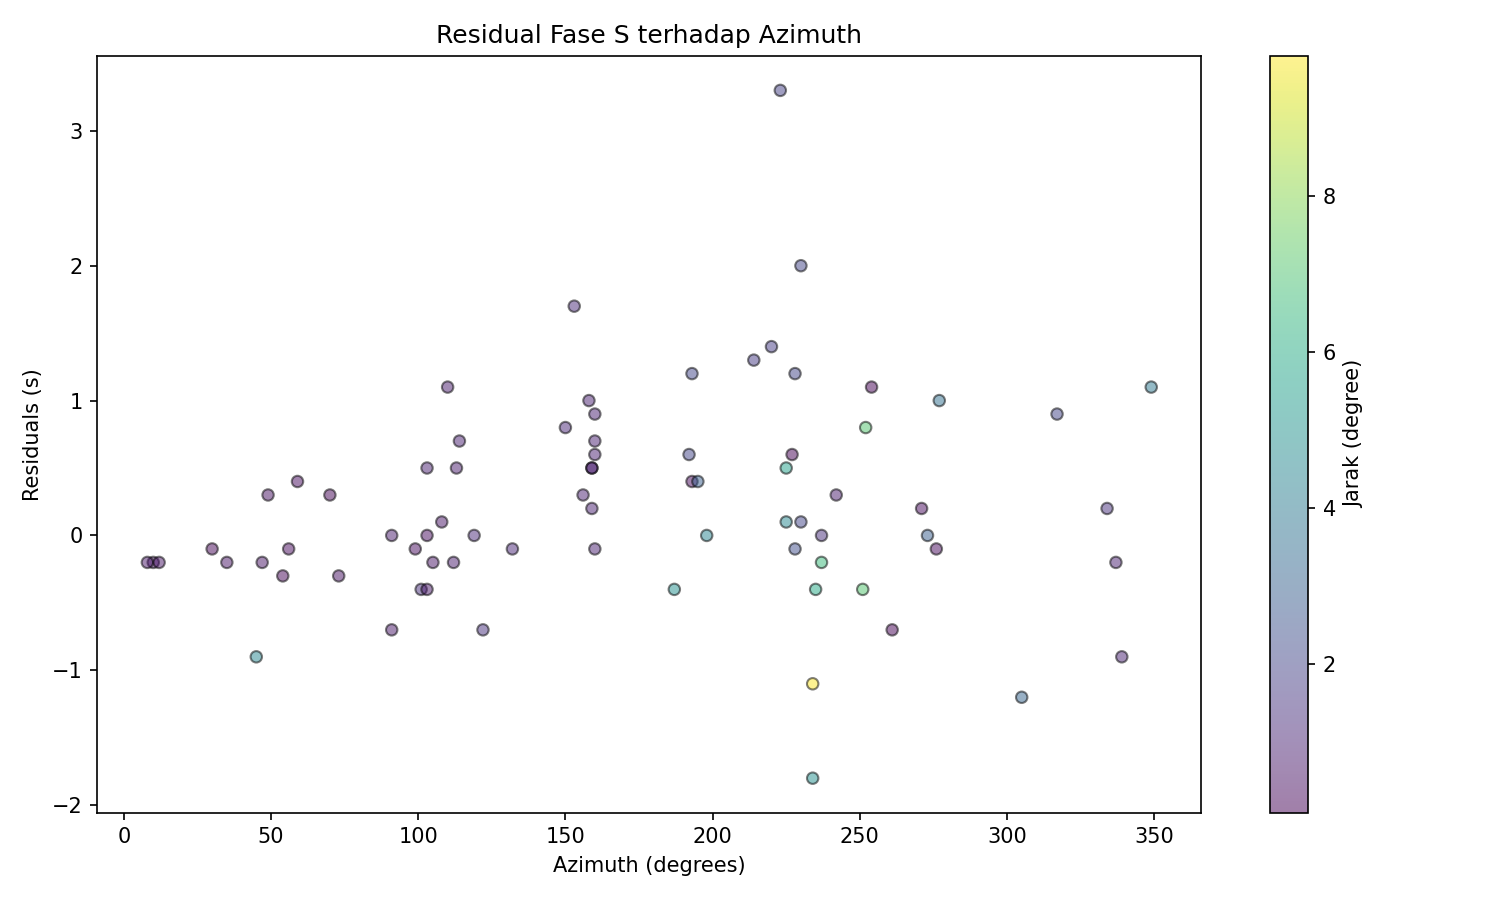 Residual Fase S terhadap Azimuth
Residuals (s)
3
2
1
0
−1
−2
0 50 100 150 200 250 300 350
Azimuth (degrees)
8
6
4
2
Jarak (degree)